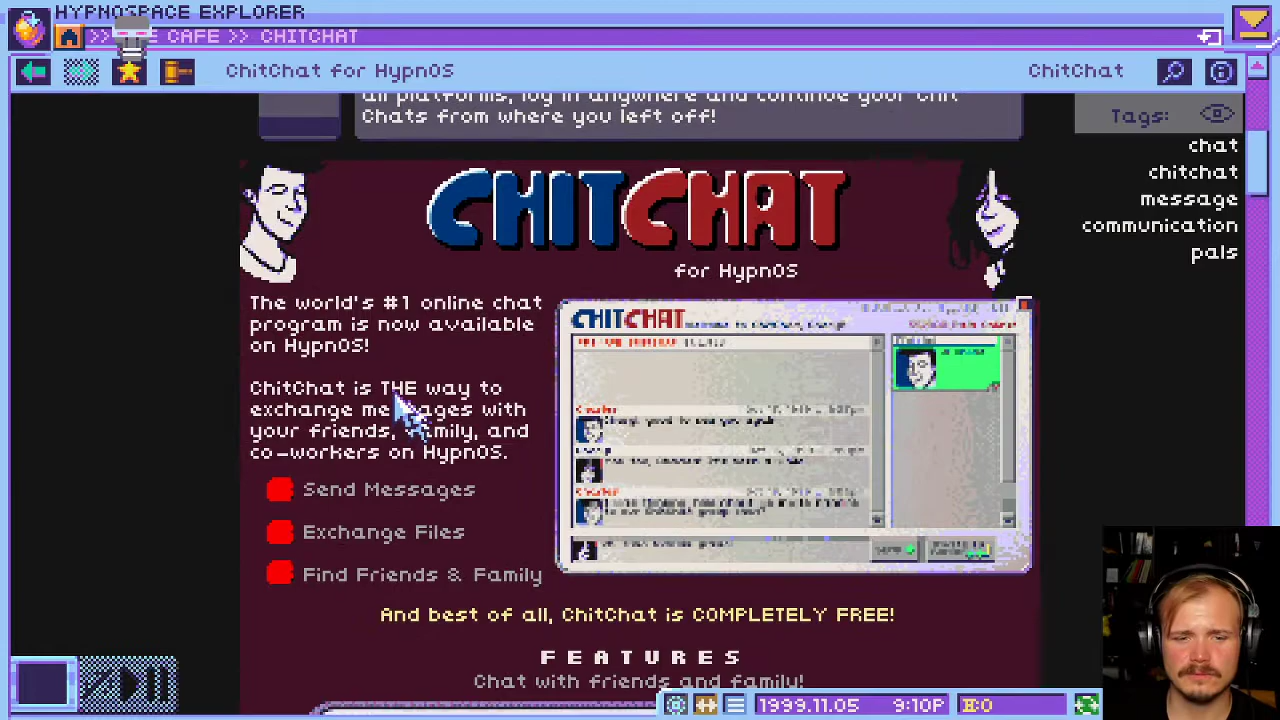 HYPNOSPACE EXPLORER
>> CAFE >> CHITCHAT
ChitChat for HypnOS
ChitChat
all platforms, log in anywhere and continue your Chit
Chats from where you left off!
Tags:
chat
chitchat
message
communication
pals
CHITCHAT
for HypnOS
The world's #1 online chat
program is now available
on HypnOS!
ChitChat is THE way to
exchange messages with
your friends, family, and
co-workers on HypnOS.
Send Messages
Exchange Files
Find Friends & Family
CHITCHAT
And best of all, ChitChat is COMPLETELY FREE!
FEATURES
Chat with friends and family!
1999.11.05
9:10P
:0